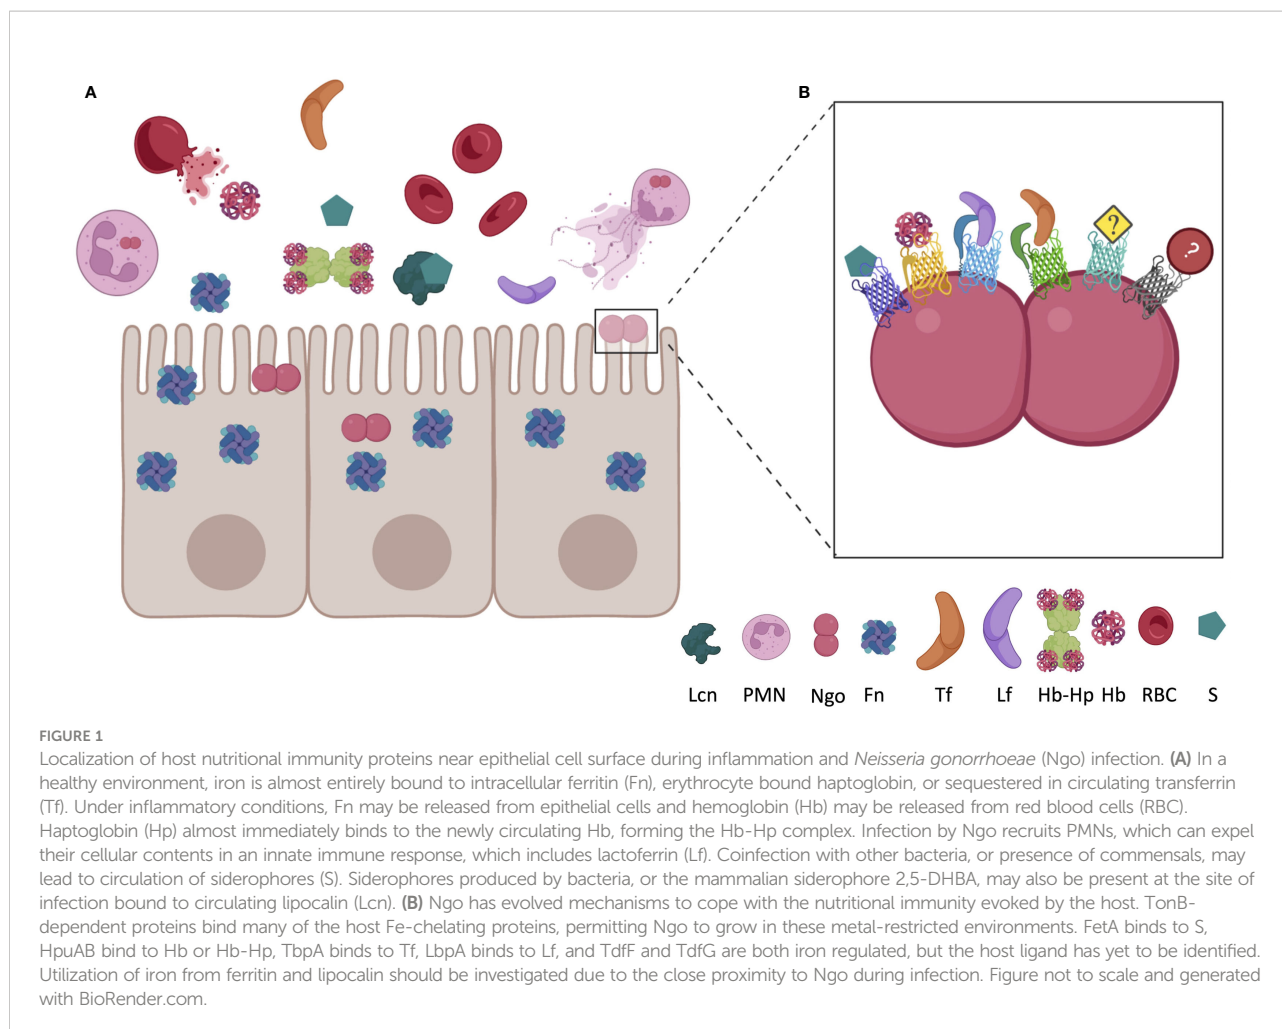 A
B
?
?
Lcn PMN Ngo Fn Tf Lf Hb-Hp Hb RBC S
FIGURE 1
Localization of host nutritional immunity proteins near epithelial cell surface during inflammation and Neisseria gonorrhoeae (Ngo) infection. (A) In a
healthy environment, iron is almost entirely bound to intracellular ferritin (Fn), erythrocyte bound haptoglobin, or sequestered in circulating transferrin
(Tf). Under inflammatory conditions, Fn may be released from epithelial cells and hemoglobin (Hb) may be released from red blood cells (RBC).
Haptoglobin (Hp) almost immediately binds to the newly circulating Hb, forming the Hb-Hp complex. Infection by Ngo recruits PMNs, which can expel
their cellular contents in an innate immune response, which includes lactoferrin (Lf). Coinfection with other bacteria, or presence of commensals, may
lead to circulation of siderophores (S). Siderophores produced by bacteria, or the mammalian siderophore 2,5-DHBA, may also be present at the site of
infection bound to circulating lipocalin (Lcn). (B) Ngo has evolved mechanisms to cope with the nutritional immunity evoked by the host. TonB-
dependent proteins bind many of the host Fe-chelating proteins, permitting Ngo to grow in these metal-restricted environments. FetA binds to S,
HpuAB bind to Hb or Hb-Hp, TbpA binds to Tf, LbpA binds to Lf, and TdfF and TdfG are both iron regulated, but the host ligand has yet to be identified.
Utilization of iron from ferritin and lipocalin should be investigated due to the close proximity to Ngo during infection. Figure not to scale and generated
with BioRender.com.